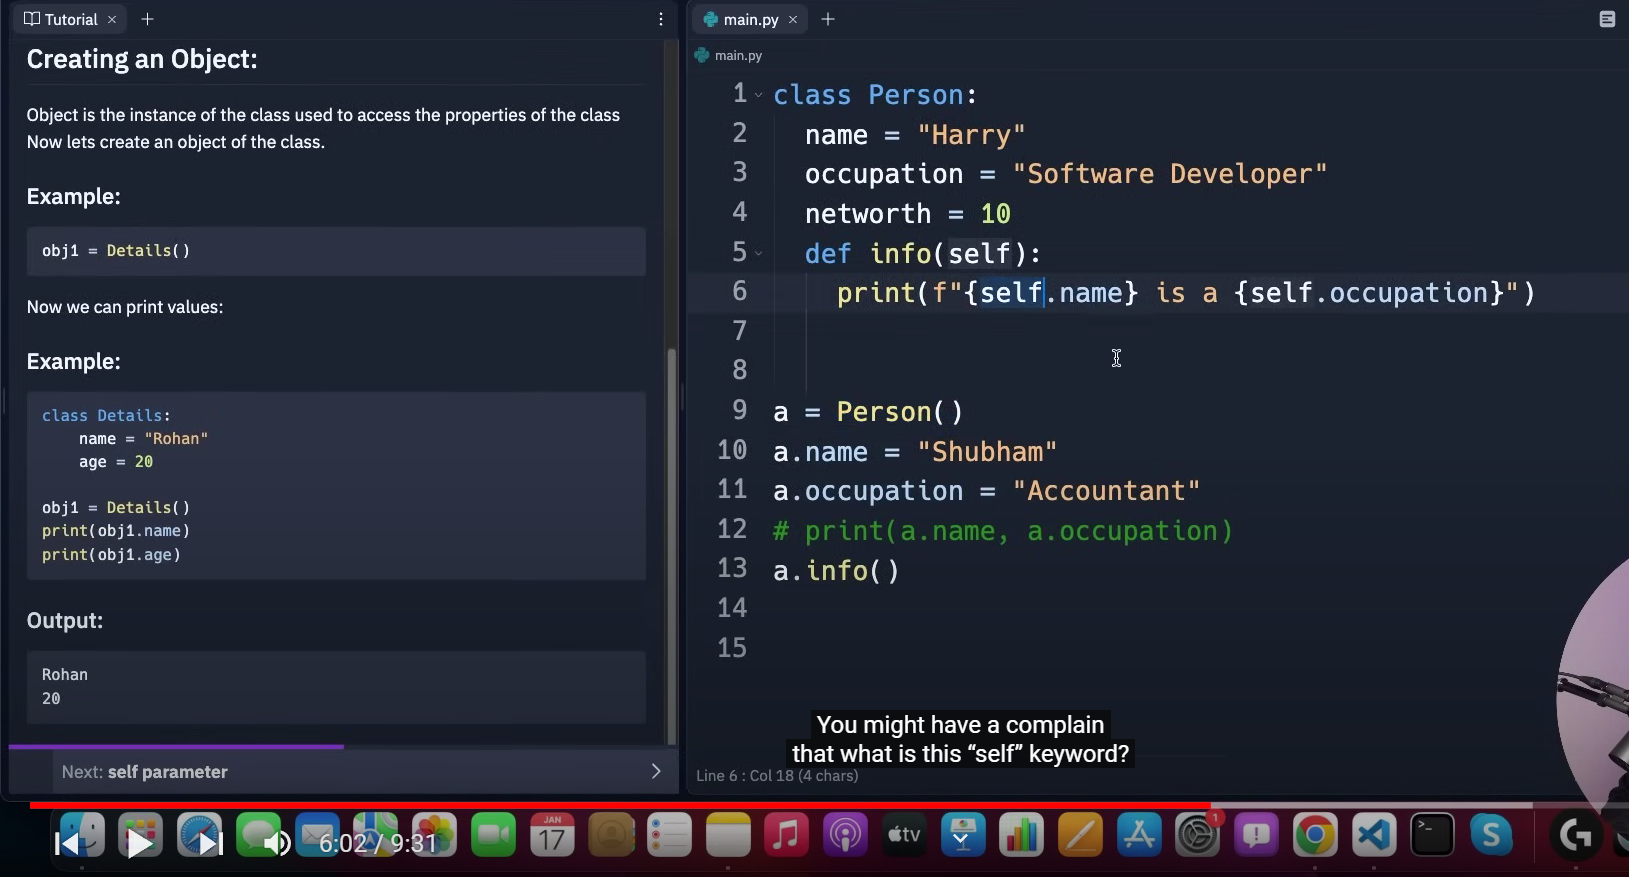 Tutorial
Creating an Object:
Object is the instance of the class used to access the properties of the class
Now lets create an object of the class.
Example:
obj1 = Details()
Now we can print values:
Example:
class Details:
    name = "Rohan"
    age = 20
obj1 = Details()
print(obj1.name)
print(obj1.age)
Output:
Rohan
20
Next: self parameter
main.py
main.py
1 class Person:
2   name = "Harry"
3   occupation = "Software Developer"
4   networth = 10
5   def info(self):
6     print(f"{self.name} is a {self.occupation}")
7
8
9 a = Person()
10 a.name = "Shubham"
11 a.occupation = "Accountant"
12 # print(a.name, a.occupation)
13 a.info()
14
15
You might have a complain
that what is this “self” keyword?
Line 6 : Col 18 (4 chars)
6:02 / 9:31
JAN
17
tv
1